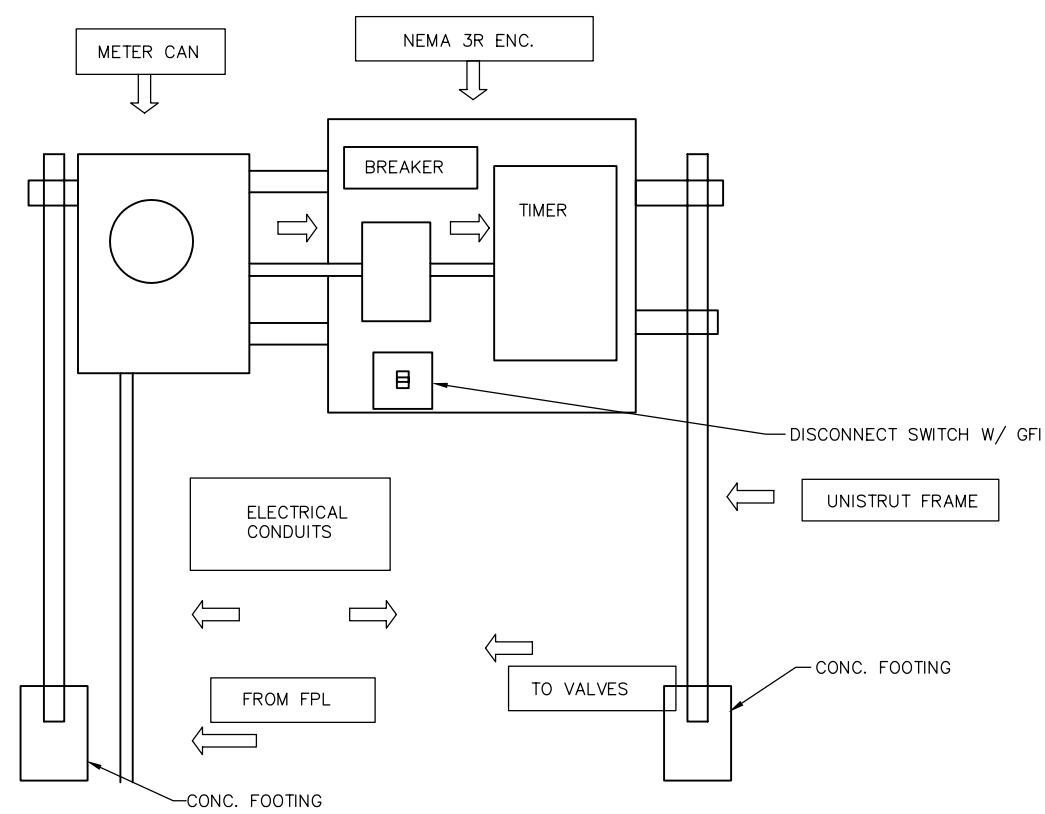 NEMA 3R ENC.
METER CAN
BREAKER
TIMER
DISCONNECT SWITCH W/ GFI
UNISTRUT FRAME
ELECTRICAL
CONDUITS
CONC. FOOTING
TO VALVES
FROM FPL
CONC. FOOTING